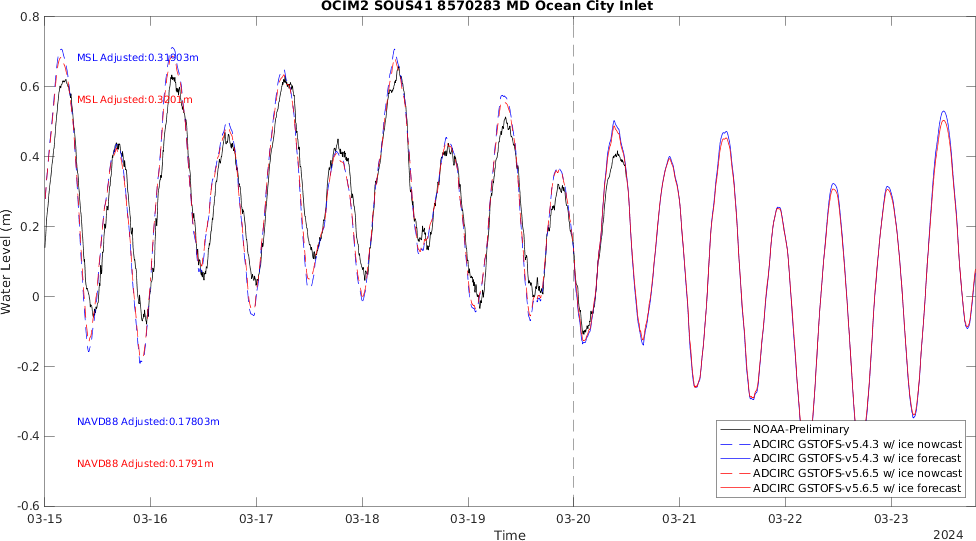 OCIM2 SOUS41 8570283 MD Ocean City Inlet
0.8
0.6
0.4
0.2
0
-0.2
-0.4
-0.6
Water Level (m)
MSL Adjusted:0.31903m
MSL Adjusted:0.3201m
NAVD88 Adjusted:0.17803m
NAVD88 Adjusted:0.1791m
NOAA-Preliminary
ADCIRC GSTOFS-v5.4.3 w/ ice nowcast
ADCIRC GSTOFS-v5.4.3 w/ ice forecast
ADCIRC GSTOFS-v5.6.5 w/ ice nowcast
ADCIRC GSTOFS-v5.6.5 w/ ice forecast
03-15 03-16 03-17 03-18 03-19 03-20 03-21 03-22 03-23
Time
2024